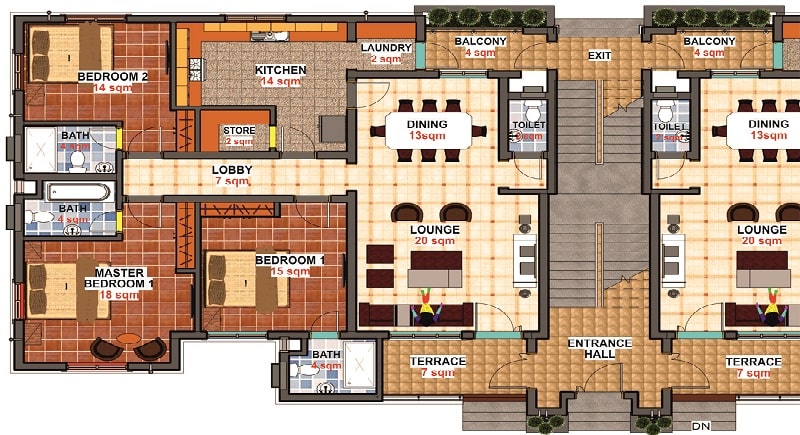 BEDROOM 2
14 sqm
KITCHEN
14 sqm
LAUNDRY
2 sqm
BALCONY
4 sqm
EXIT
BALCONY
4 sqm
BATH
4 sqm
STORE
2 sqm
DINING
13sqm
TOILET
sqm
TOILET
sqm
DINING
13sqm
LOBBY
7 sqm
BATH
4 sqm
LOUNGE
20 sqm
LOUNGE
20 sqm
MASTER
BEDROOM 1
18 sqm
BEDROOM 1
15 sqm
BATH
4 sqm
TERRACE
7 sqm
ENTRANCE
HALL
TERRACE
7 sqm
DN